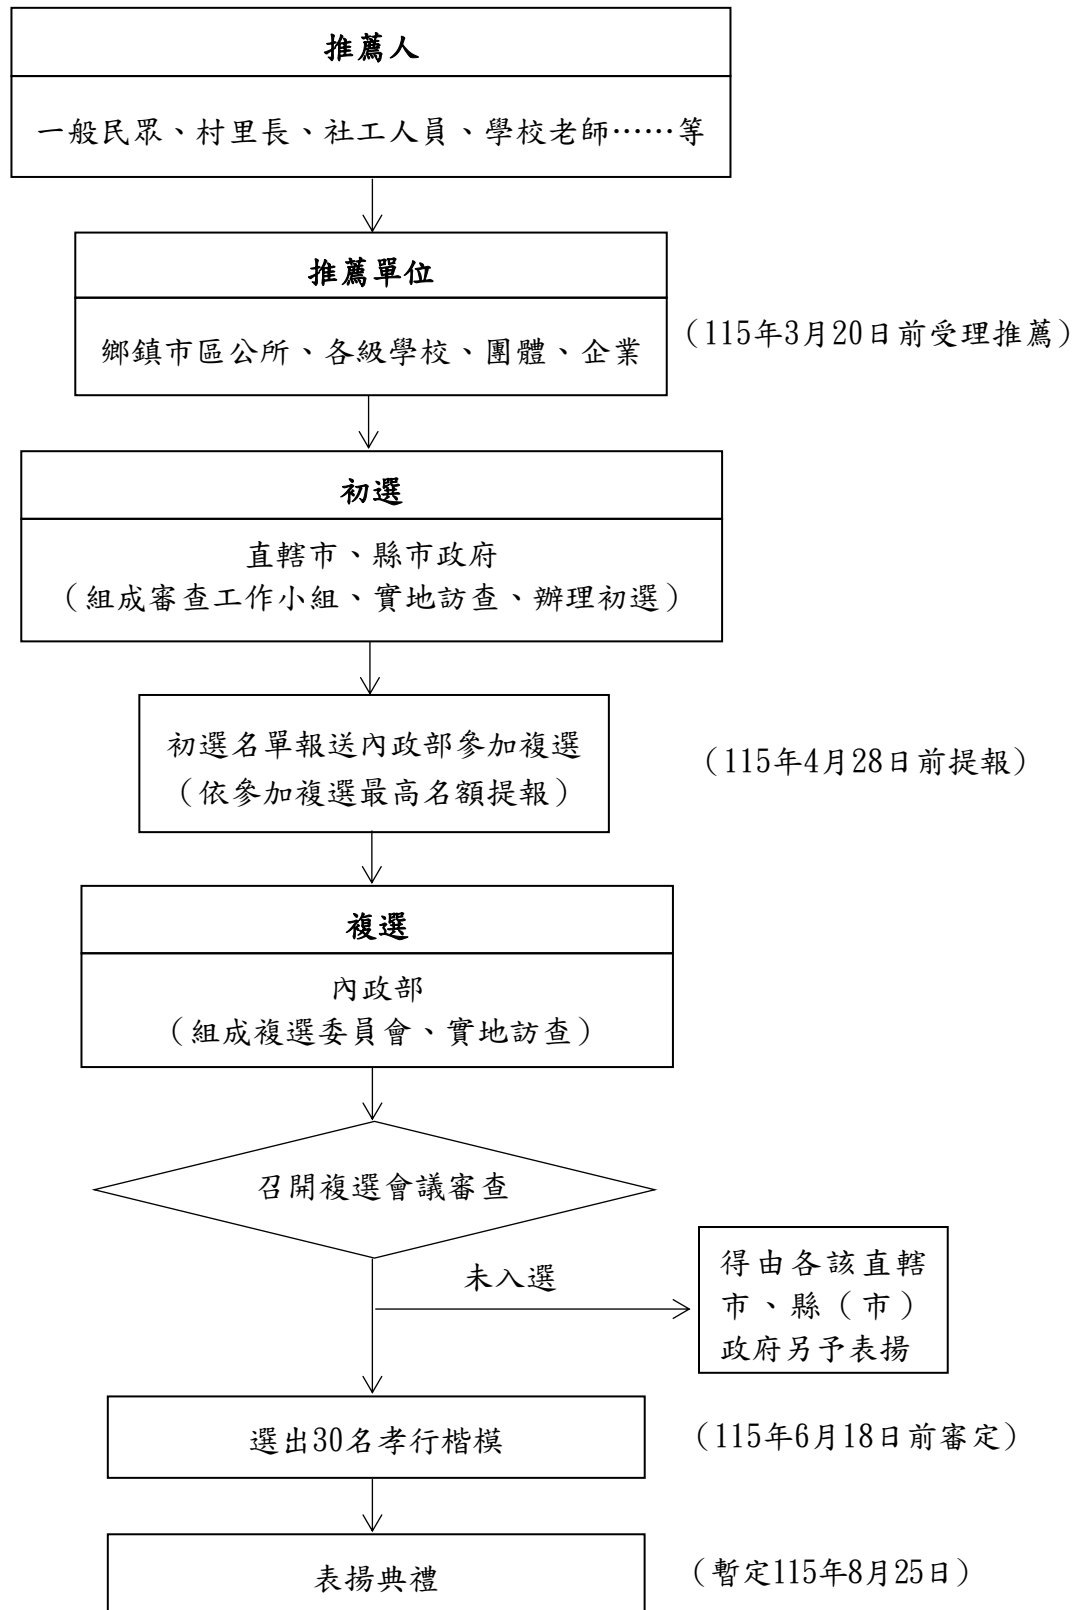 推薦人
一般民眾、村里長、社工人員、學校老師……等
推薦單位
鄉鎮市區公所、各級學校、團體、企業
（115年3月20日前受理推薦）
初選
直轄市、縣市政府
（組成審查工作小組、實地訪查、辦理初選）
初選名單報送內政部參加複選
（依參加複選最高名額提報）
（115年4月28日前提報）
複選
內政部
（組成複選委員會、實地訪查）
召開複選會議審查
未入選
得由各該直轄
市、縣（市）
政府另予表揚
選出30名孝行楷模
（115年6月18日前審定）
表揚典禮
（暫定115年8月25日）